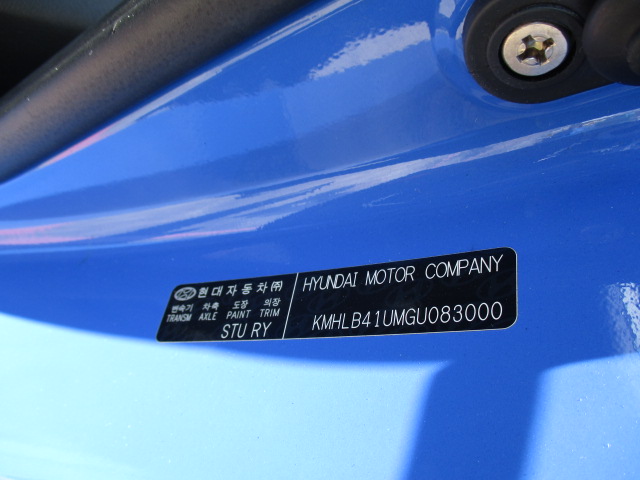 현대자동차㈜
변속기 차축 도장 의장
TRANSM AXLE PAINT TRIM
STU RY
HYUNDAI MOTOR COMPANY
KMHLB41UMGU083000